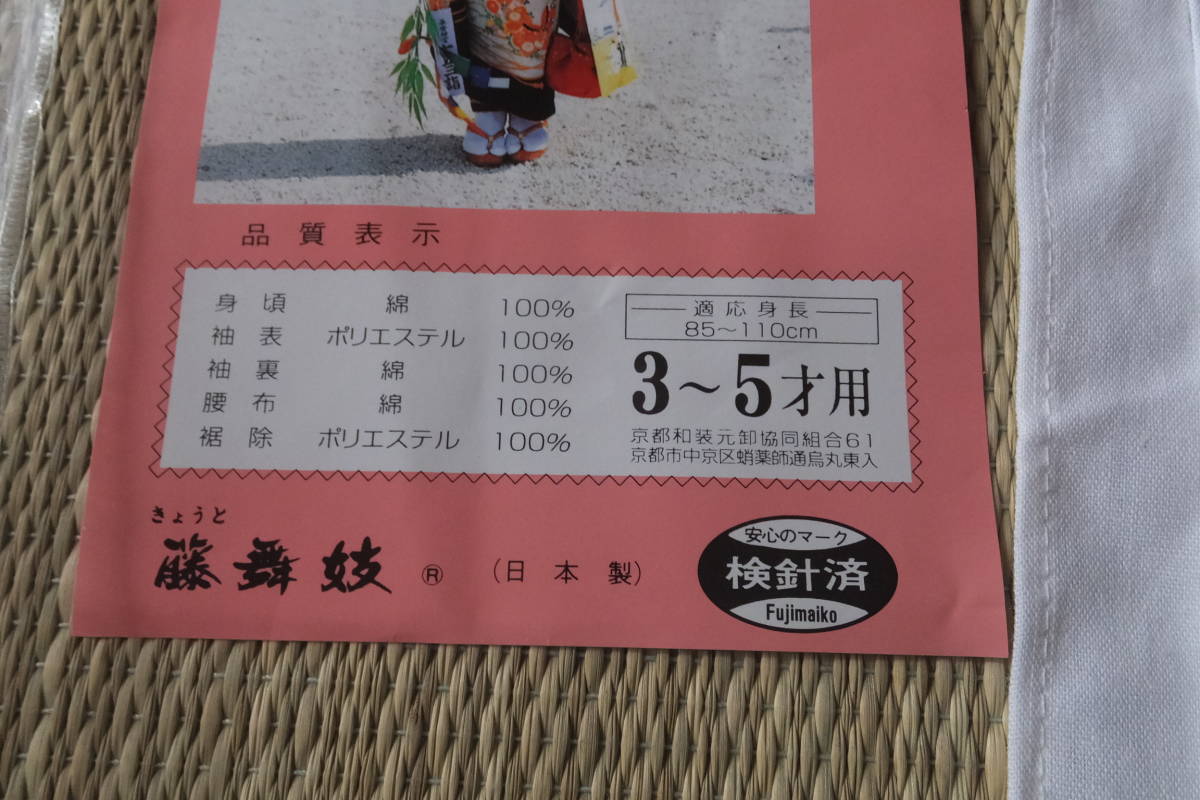 品質表示
身頃 綿 100%
袖表 ポリエステル 100%
袖裏 綿 100%
腰布 綿 100%
裾除 ポリエステル 100%
適応身長
85～110cm
3～5才用
京都和装元卸協同組合61
京都市中京区蛸薬師通烏丸東入
きょうと
藤舞妓 ® (日本製)
安心のマーク
検針済
Fujimaiko